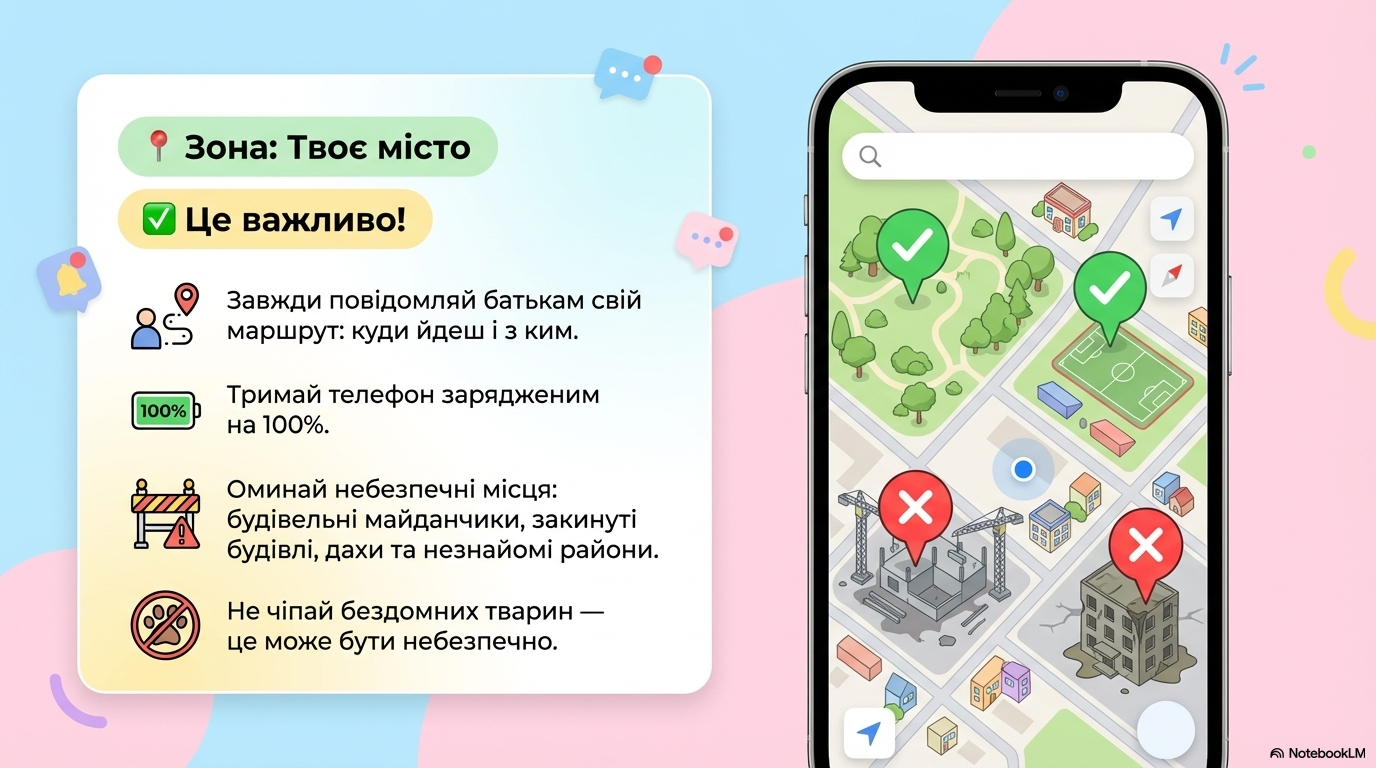 Зона: Твоє місто
Це важливо!
Завжди повідомляй батькам свій
маршрут: куди йдеш і з ким.
100%
Тримай телефон зарядженим
на 100%.
Оминай небезпечні місця:
будівельні майданчики, закинуті
будівлі, дахи та незнайомі райони.
Не чіпай бездомних тварин —
це може бути небезпечно.
NotebookLM